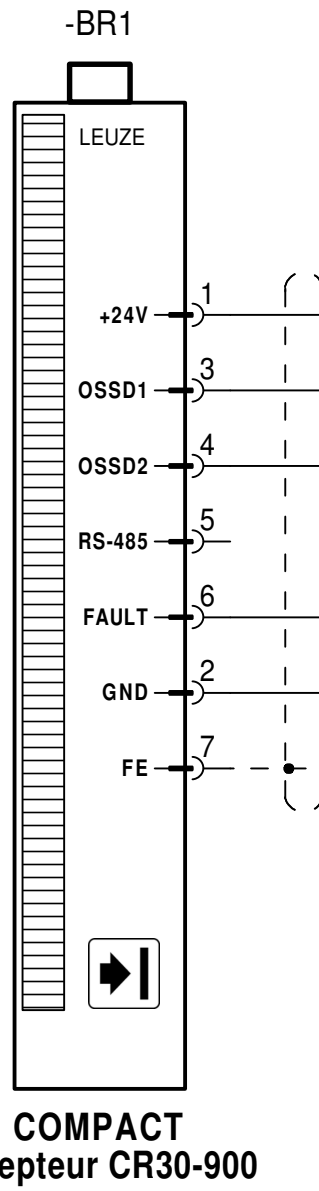 -BR1
LEUZE
+24V 1
OSSD1 3
OSSD2 4
RS-485 5
FAULT 6
GND 2
FE 7
COMPACT
epteur CR30-900